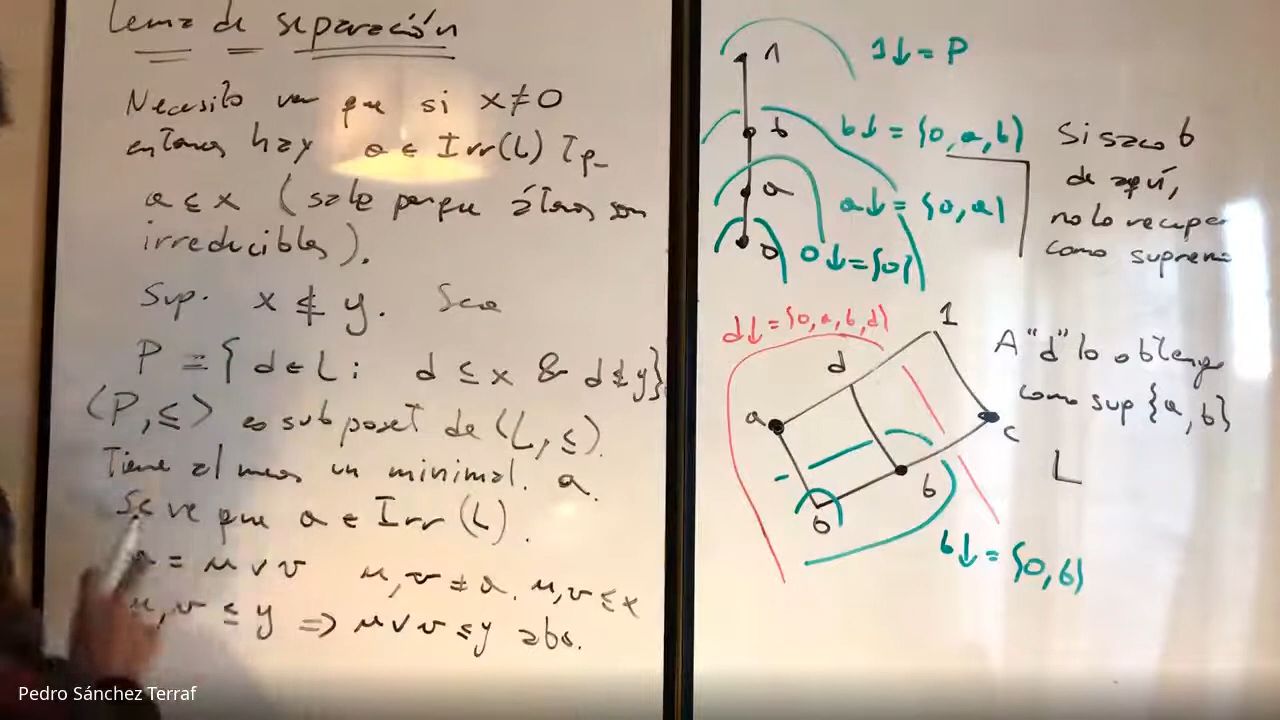 Lema de separación
Necesito ver que si x≠0
entonces hay a ∈ Irr(L) Tq
a ≤ x (sale porque átomos son
irreducibles).
Sup. x ≰ y. Sea
P = {d∈L : d ≤ x & d≰y}
(P,≤) es subposet de (L,≤).
Tiene al menos un minimal. a.
Se ve que a ∈ Irr(L).
a = u ∨ v u,v ≠ a. u,v ≤ x
u,v ≤ y ⇒ u∨v ≤ y abs.
1
1↓ = P
b
b↓ = {0,a,b}
a
a↓ = {0,a}
0
0↓ = {0}
Si saco b
de aquí,
no lo recupero
como supremo
d↓ = {0,a,b,d}
1
d
a
c
b
0
b↓ = {0,b}
A "d" lo obtengo
como sup {a,b}
L
Pedro Sánchez Terraf